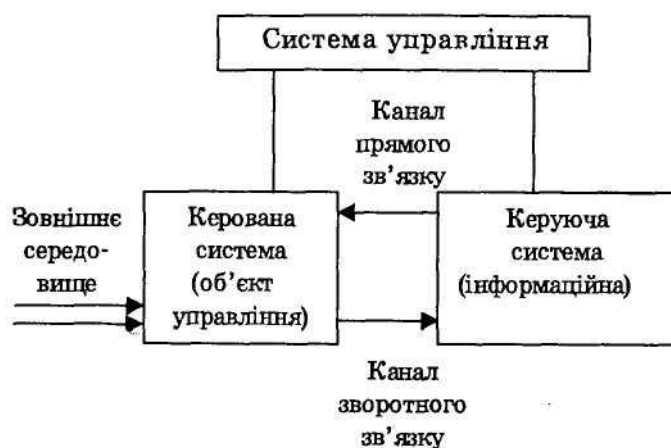 Система управління
Канал
прямого
зв’язку
Зовнішнє
середо-
вище
Керована
система
(об’єкт
управління)
Керуюча
система
(інформаційна)
Канал
зворотного
зв’язку